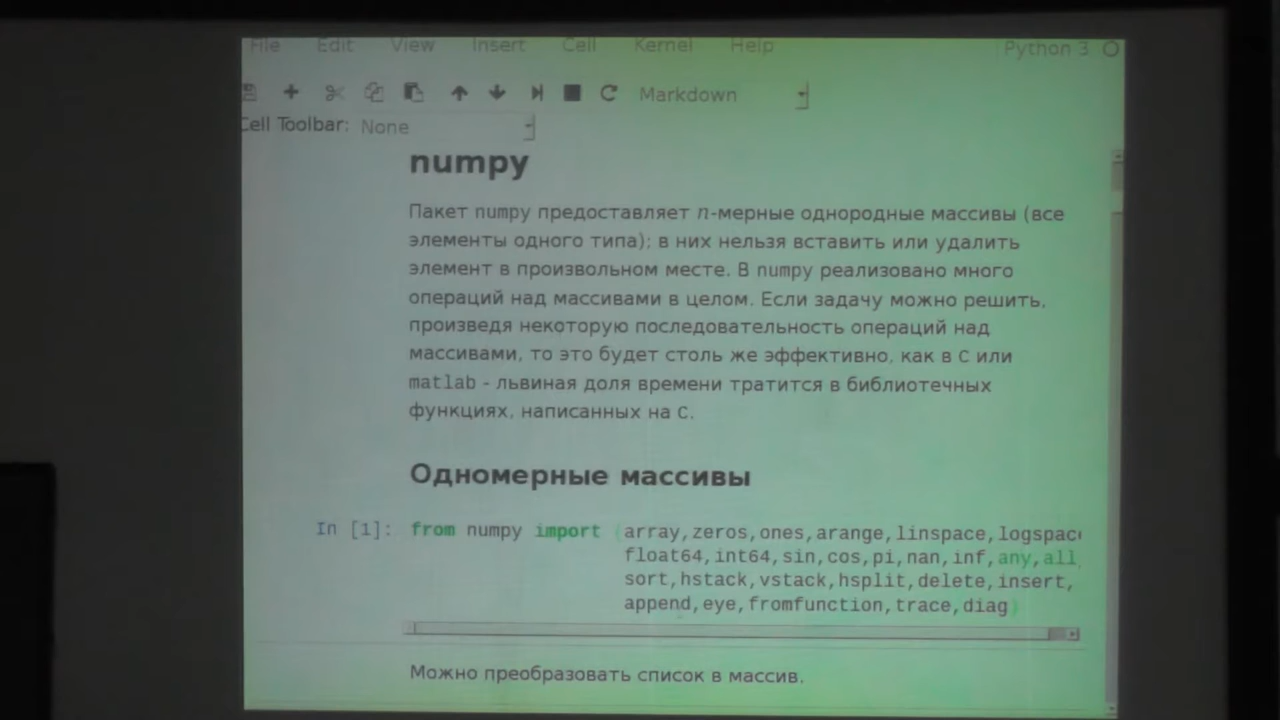 File Edit View Insert Cell Kernel Help Python 3
Markdown
Cell Toolbar: None
numpy
Пакет numpy предоставляет n-мерные однородные массивы (все
элементы одного типа); в них нельзя вставить или удалить
элемент в произвольном месте. В numpy реализовано много
операций над массивами в целом. Если задачу можно решить,
произведя некоторую последовательность операций над
массивами, то это будет столь же эффективно, как в C или
matlab - львиная доля времени тратится в библиотечных
функциях, написанных на C.
Одномерные массивы
In [1]: from numpy import (array,zeros,ones,arange,linspace,logspac
float64,int64,sin,cos,pi,nan,inf,any,all,
sort,hstack,vstack,hsplit,delete,insert,
append,eye,fromfunction,trace,diag)
Можно преобразовать список в массив.